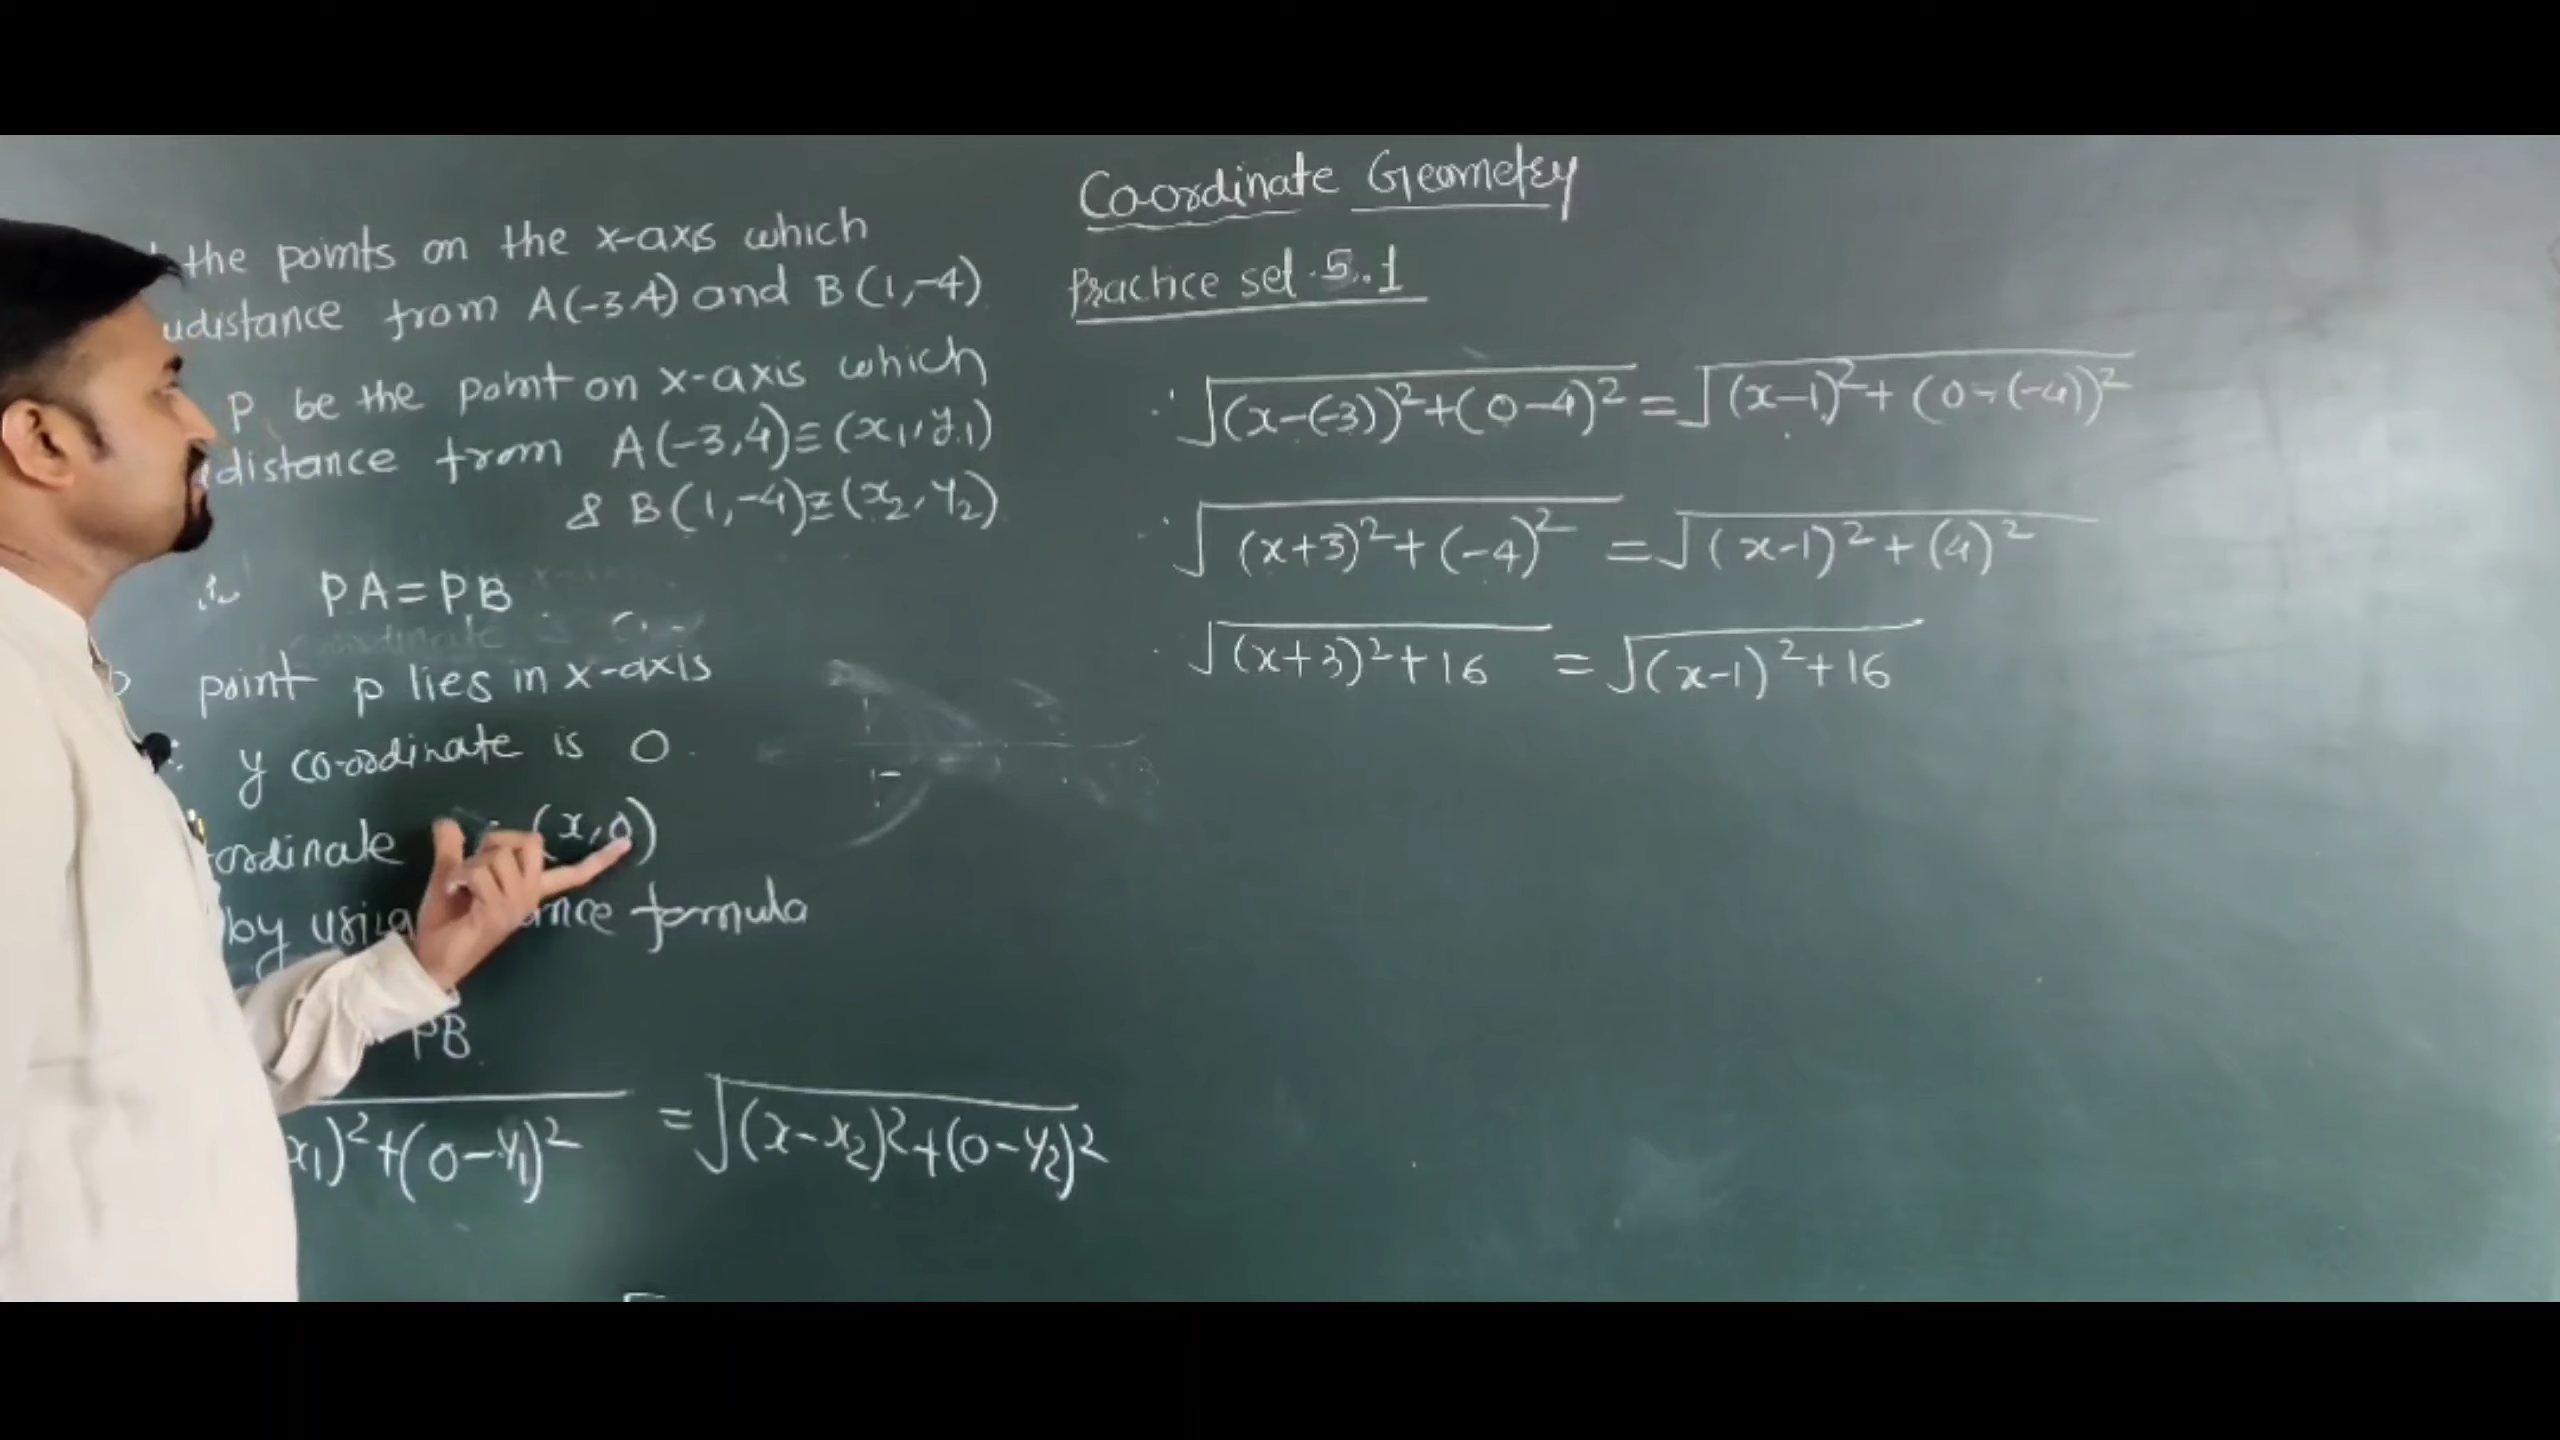 the points on the x-axis which
udistance from A(-3,4) and B(1,-4)
P be the point on x-axis which
distance from A(-3,4)≡(x₁,y₁)
& B(1,-4)≡(x₂,y₂)
∴ PA=PB
point p lies in x-axis
∴ y co-ordinate is 0.
ordinate (x,0)
by using ance formula
PB
x₁)²+(0-y₁)² =√(x-x₂)²+(0-y₂)²
Co-ordinate Geometry
Practice set 5.1
∴ √(x-(-3))²+(0-4)² = √(x-1)²+(0-(-4))²
∴ √(x+3)²+(-4)² = √(x-1)²+(4)²
∴ √(x+3)²+16 = √(x-1)²+16